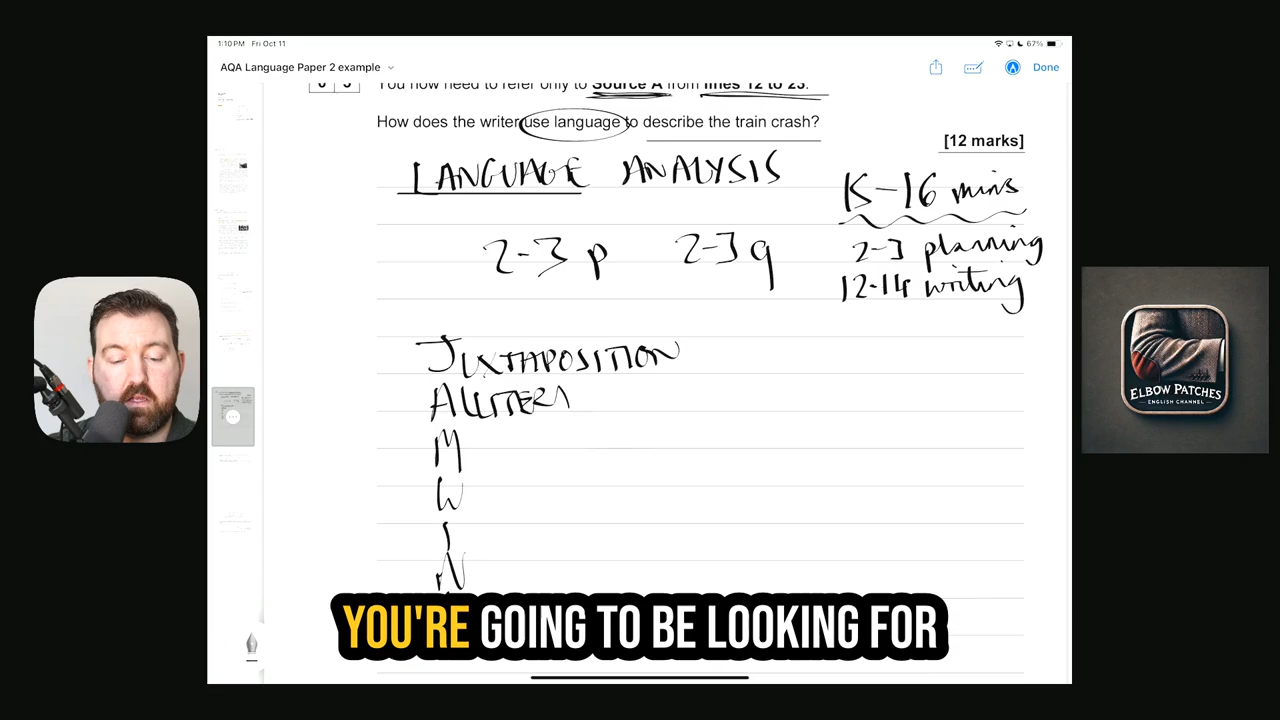 1:10 PM Fri Oct 11
67%
AQA Language Paper 2 example
Done
0 3 You now need to refer only to Source A from lines 12 to 23.
How does the writer use language to describe the train crash?
[12 marks]
LANGUAGE ANALYSIS
15-16 mins
2-3 p 2-3 q
2-3 planning
12-14 writing
JUXTAPOSITION
ALLITERA
M
W
I
N
YOU'RE GOING TO BE LOOKING FOR
ELBOW PATCHES
ENGLISH CHANNEL